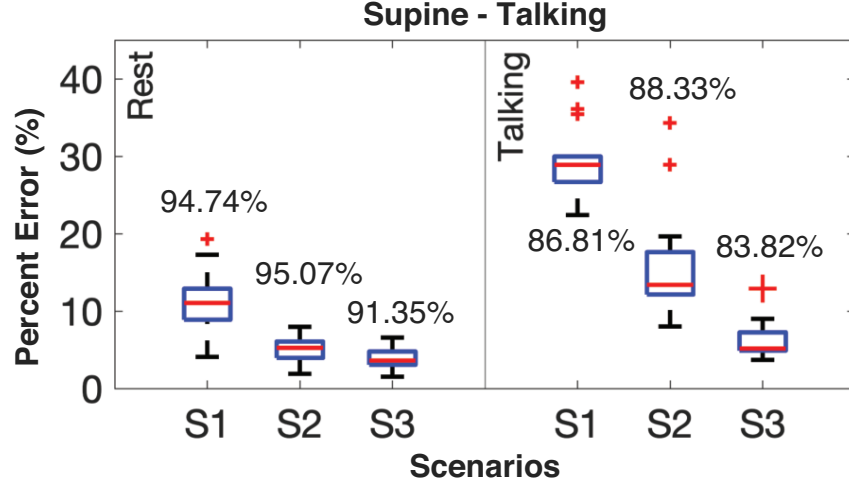 Supine - Talking
Percent Error (%)
40
30
20
10
0
Rest
94.74%
95.07%
91.35%
Talking
88.33%
86.81%
83.82%
S1 S2 S3 S1 S2 S3
Scenarios